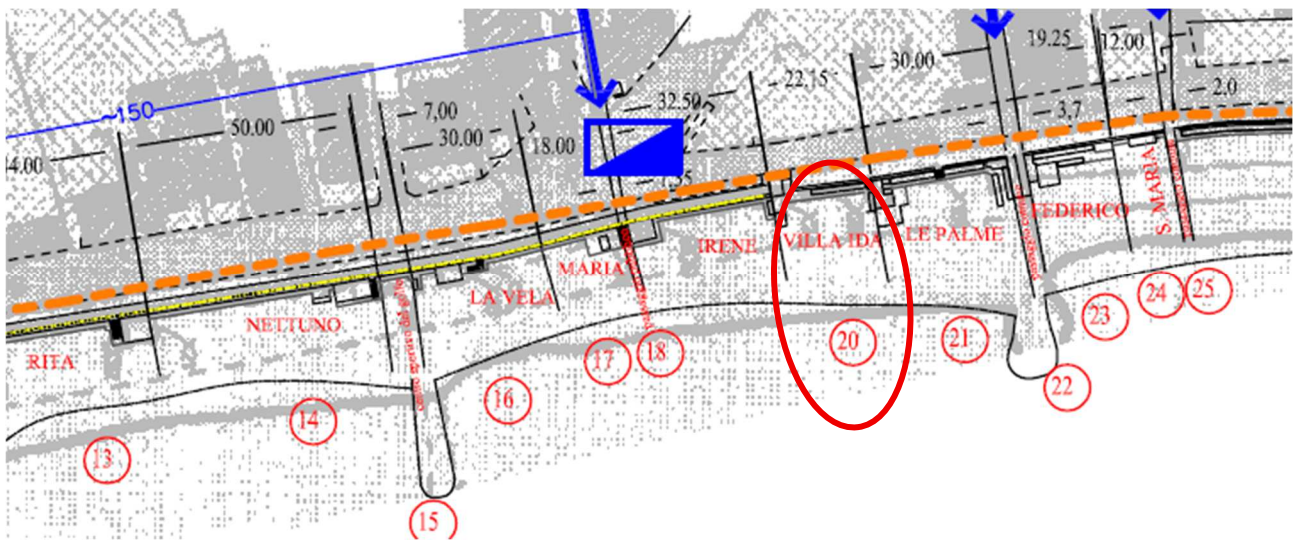 ~150
50.00
7,00
30.00
18.00
32.50
22.15
30.00
19.25
12.00
3,7
2.0
4.00
RITA
NETTUNO
LA VELA
MARIA
IRENE
VILLA IDA
LE PALME
FEDERICO
S. MARIA
13
14
15
16
17
18
20
21
22
23
24
25